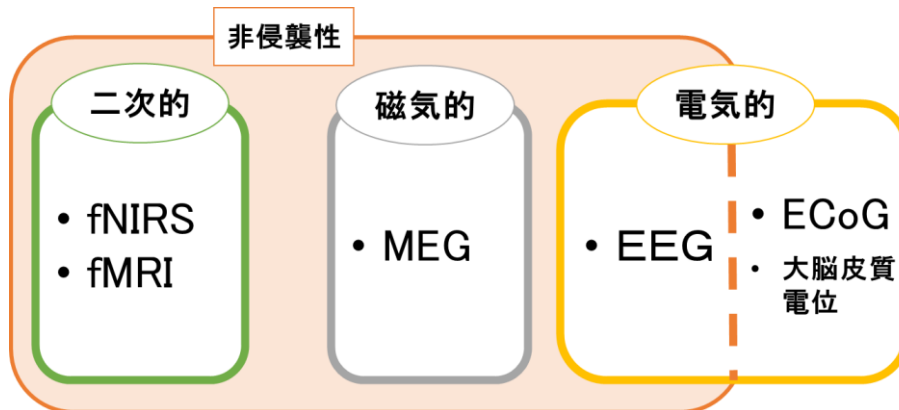 非侵襲性
二次的
磁気的
電気的
• fNIRS
• fMRI
• MEG
• EEG
• ECoG
• 大脳皮質
電位